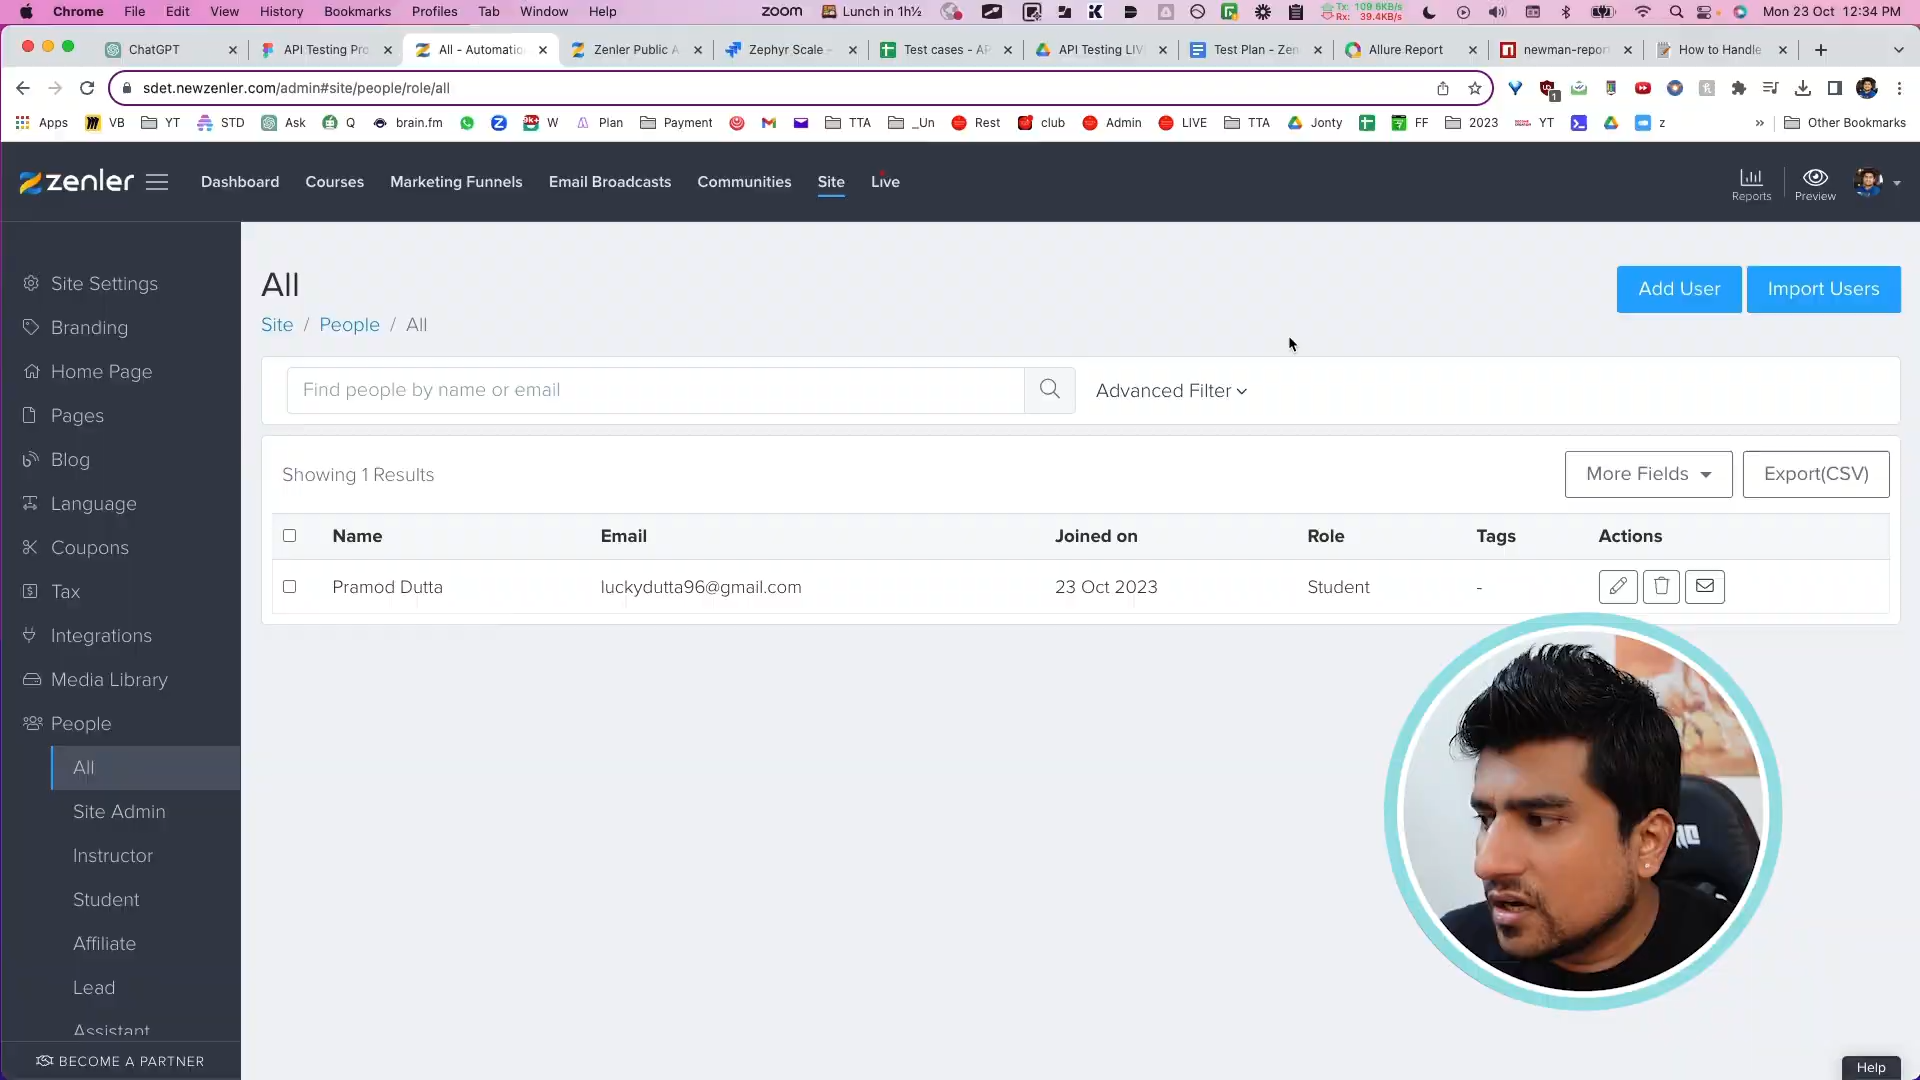 Chrome File Edit View History Bookmarks Profiles Tab Window Help zoom Lunch in 1h½ Tx: 109.6KB/s Rx: 39.4KB/s Mon 23 Oct 12:34 PM
ChatGPT API Testing Pro All - Automatio Zenler Public A Zephyr Scale - Test cases - AP API Testing LIV Test Plan - Zen Allure Report newman-repor How to Handle
sdet.newzenler.com/admin#site/people/role/all
Apps VB YT STD Ask Q brain.fm W Plan Payment TTA _Un Rest club Admin LIVE TTA Jonty FF 2023 YT z » Other Bookmarks
zenler Dashboard Courses Marketing Funnels Email Broadcasts Communities Site Live Reports Preview
Site Settings
Branding
Home Page
Pages
Blog
Language
Coupons
Tax
Integrations
Media Library
People
All
Site Admin
Instructor
Student
Affiliate
Lead
Assistant
BECOME A PARTNER
All
Site / People / All
Add User Import Users
Find people by name or email Advanced Filter
Showing 1 Results More Fields Export(CSV)
Name Email Joined on Role Tags Actions
Pramod Dutta luckydutta96@gmail.com 23 Oct 2023 Student -
Help